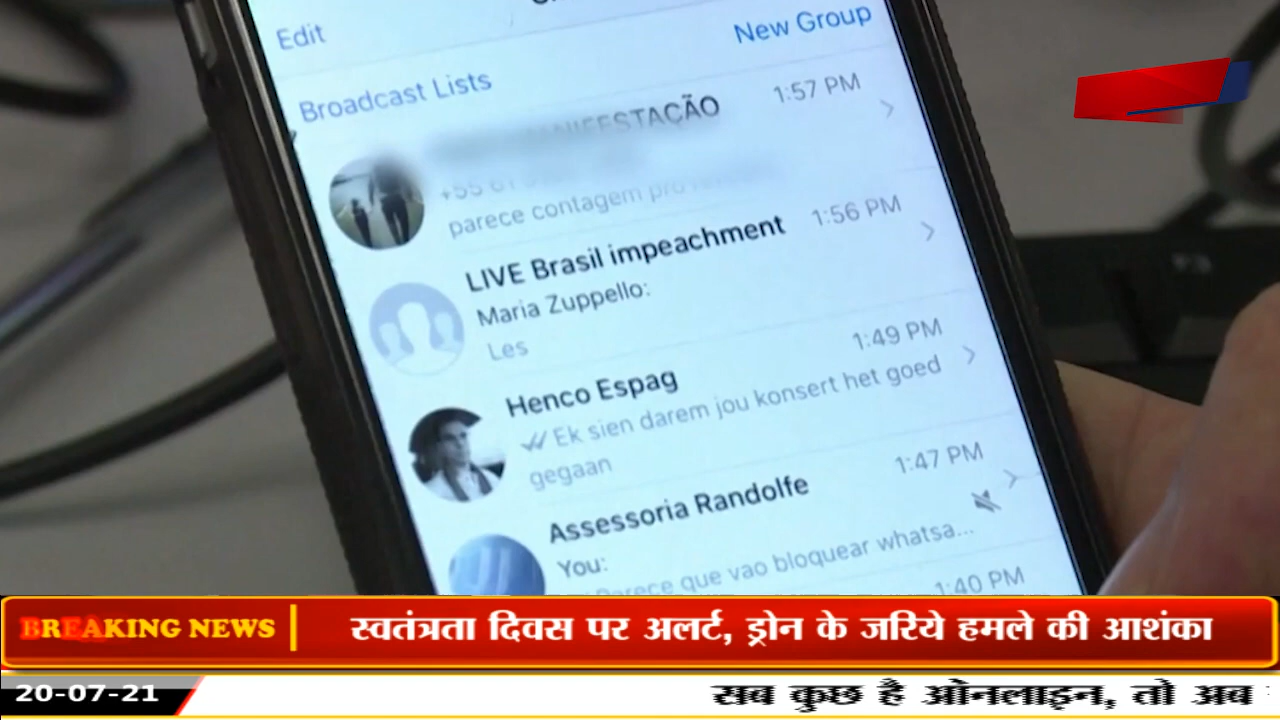 Edit
New Group
Broadcast Lists
MANIFESTAÇÃO
1:57 PM
+55 61
parece contagem pro
LIVE Brasil impeachment
1:56 PM
Maria Zuppello:
Les
Henco Espag
1:49 PM
Ek sien darem jou konsert het goed
gegaan
Assessoria Randolfe
1:47 PM
You:
Parece que vao bloquear whatsa...
1:40 PM
BREAKING NEWS
स्वतंत्रता दिवस पर अलर्ट, ड्रोन के जरिये हमले की आशंका
20-07-21
सब कुछ है ऑनलाइन, तो अब